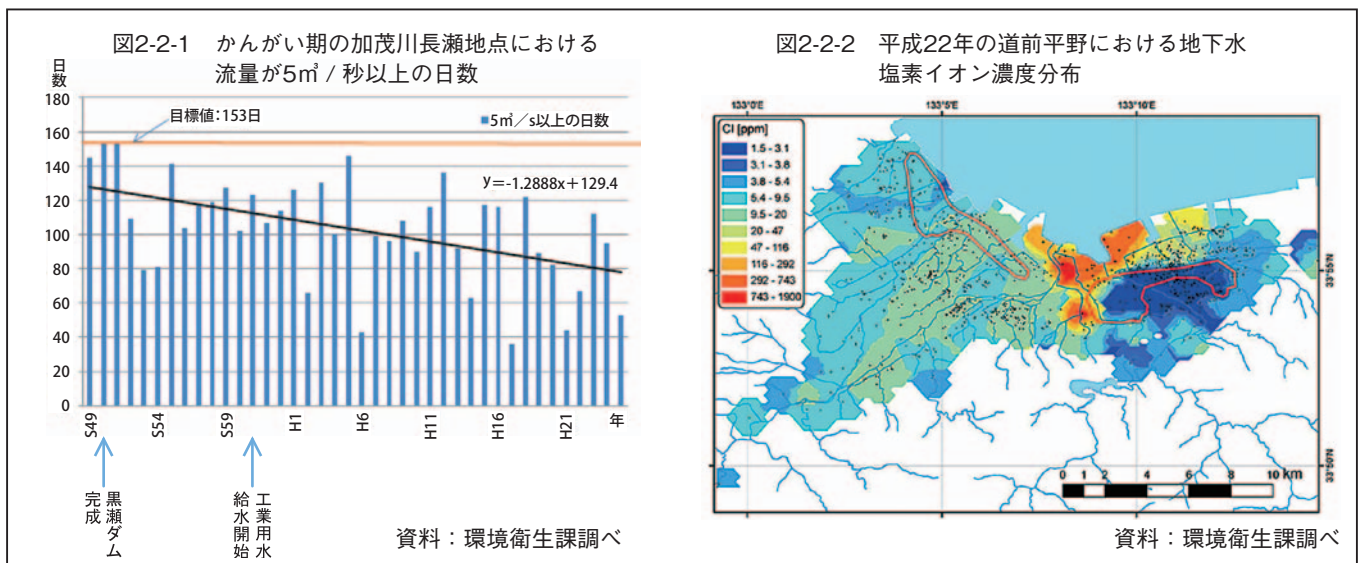 図2-2-1 かんがい期の加茂川長瀬地点における
流量が5㎥/秒以上の日数
日数
180
160
140
120
100
80
60
40
20
0
目標値:153日
5㎥/s以上の日数
y=-1.2888x+129.4
S49
S54
S59
H1
H6
H11
H16
H21
年
黒瀬ダム
完成
工業用水
給水開始
資料:環境衛生課調べ
図2-2-2 平成22年の道前平野における地下水
塩素イオン濃度分布
133°0'E
133°5'E
133°10'E
Cl [ppm]
1.5 - 3.1
3.1 - 3.8
3.8 - 5.4
5.4 - 9.5
9.5 - 20
20 - 47
47 - 116
116 - 292
292 - 743
743 - 1900
33°55'N
33°50'N
0 1 2 4 6 8 10 km
資料:環境衛生課調べ